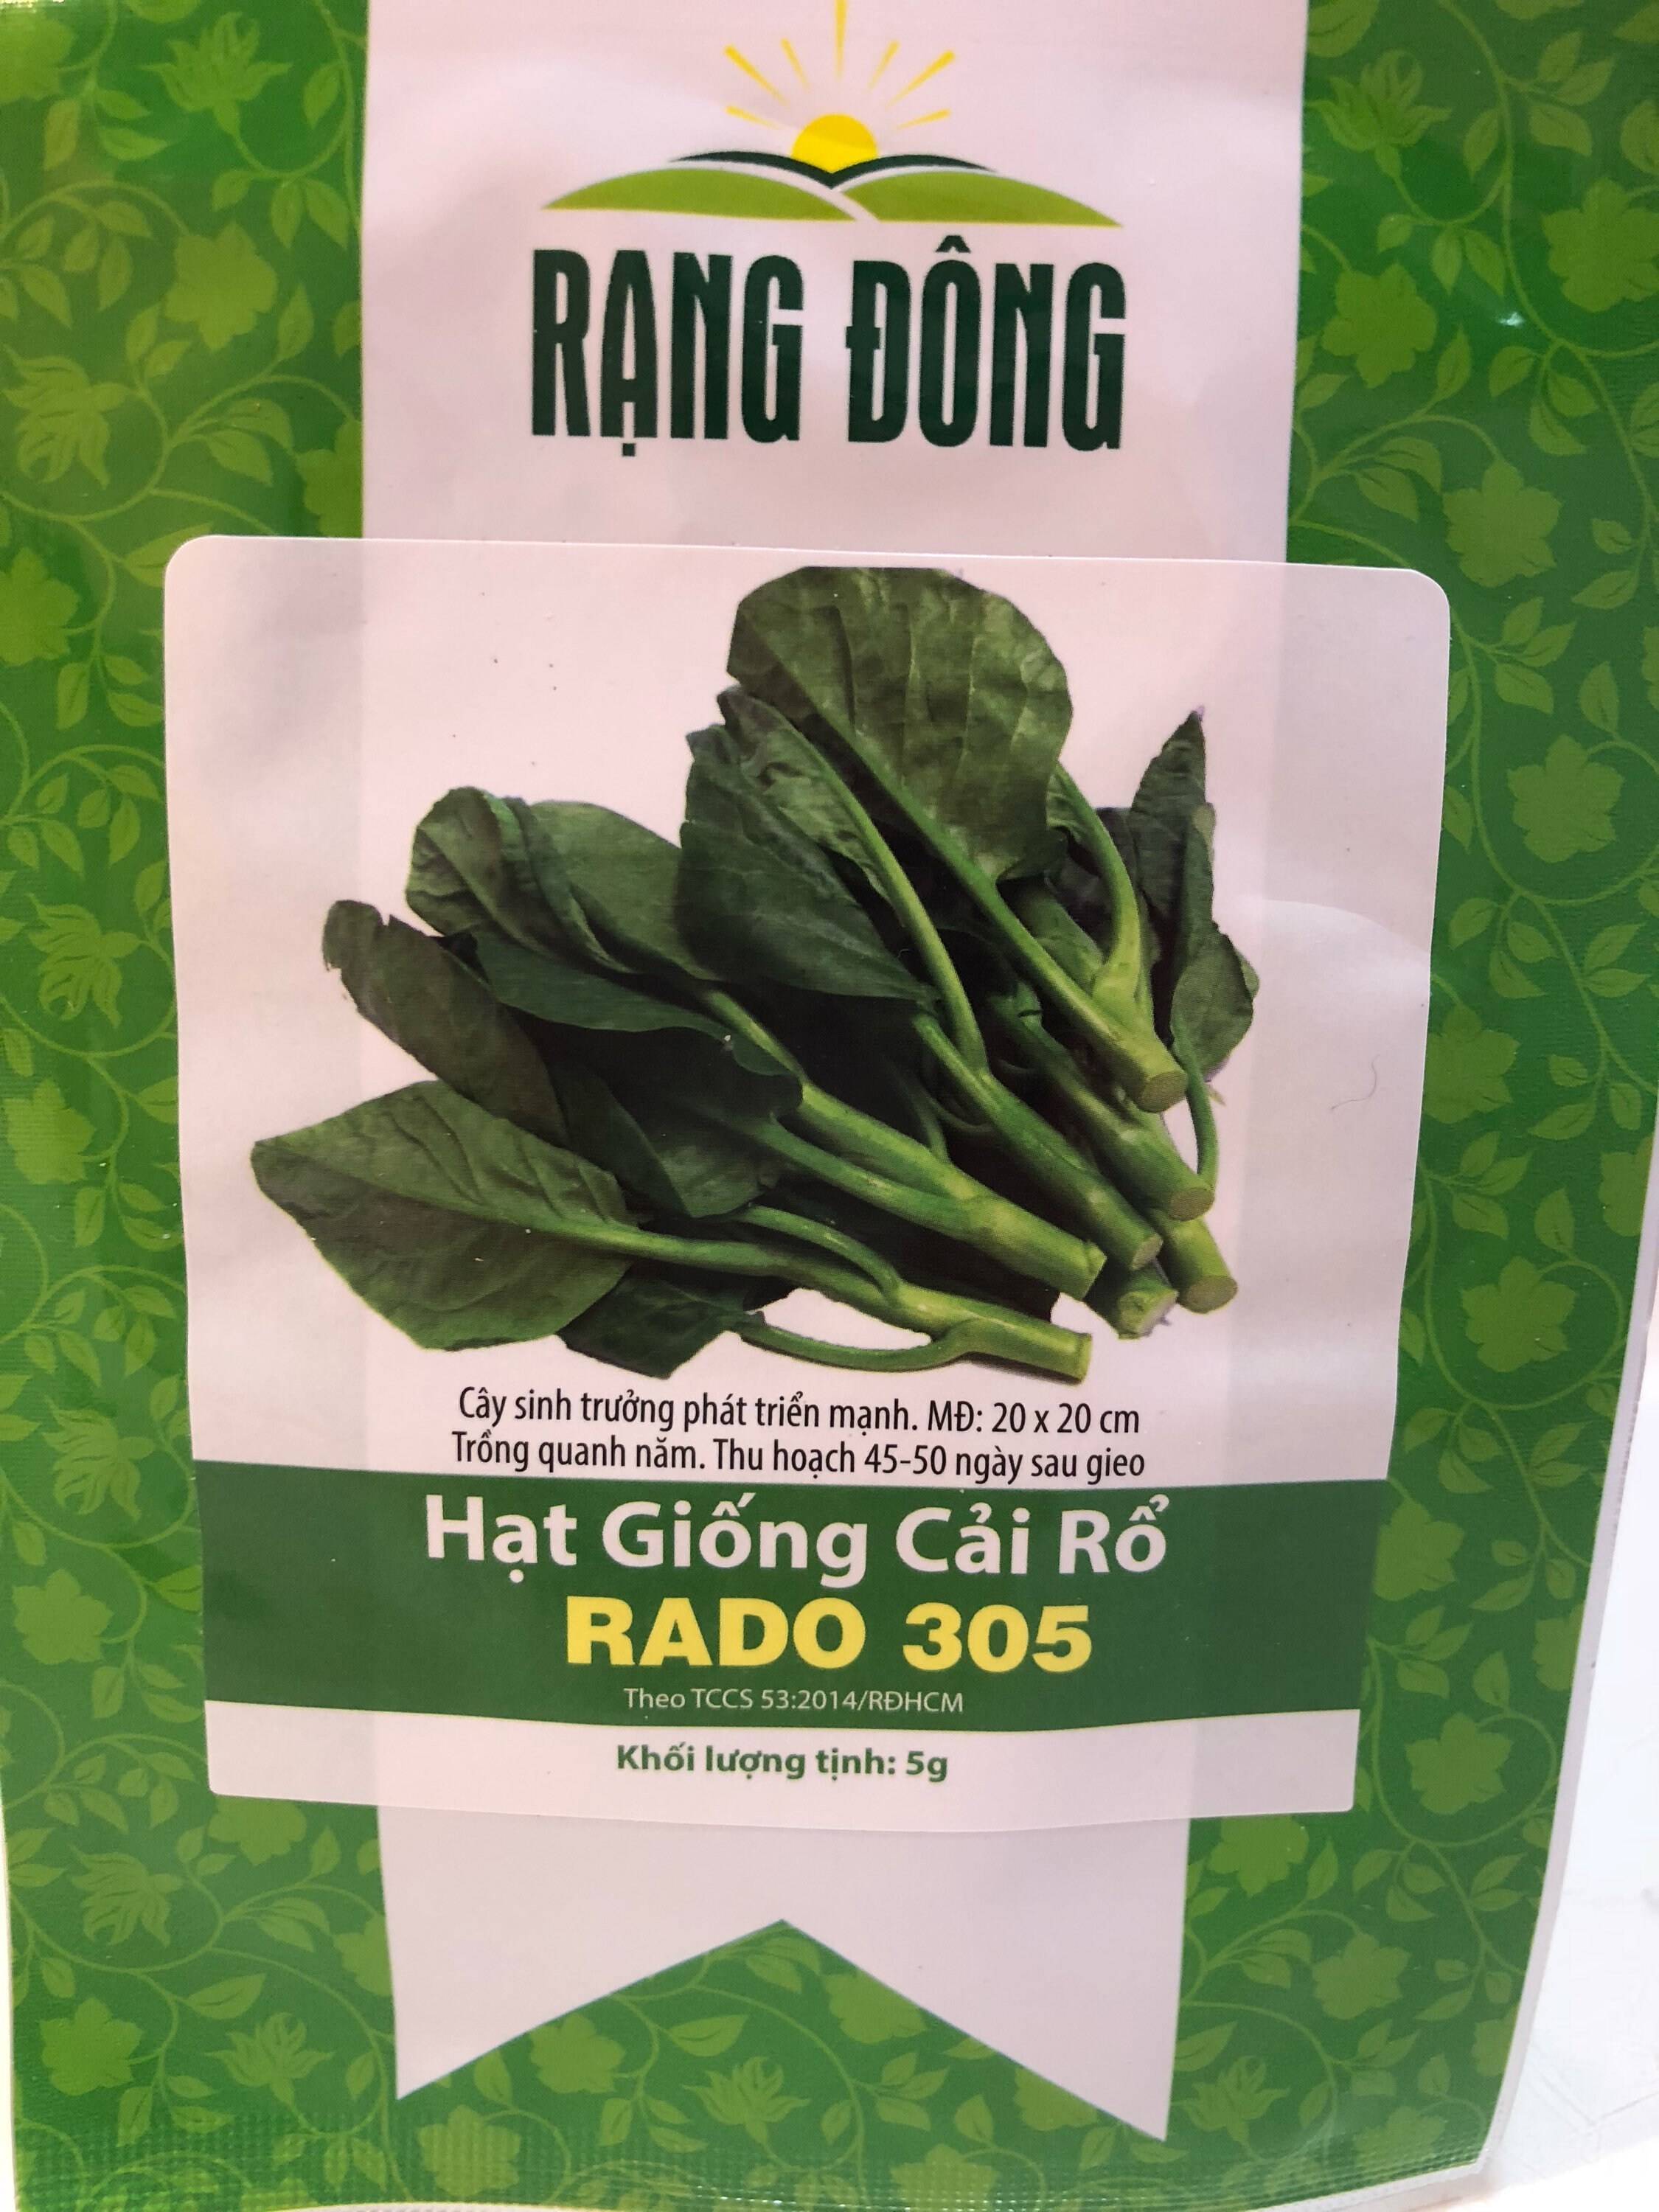 RẠNG ĐÔNG
Cây sinh trưởng phát triển mạnh. MĐ: 20 x 20 cm
Trồng quanh năm. Thu hoạch 45-50 ngày sau gieo
Hạt Giống Cải Rổ
RADO 305
Theo TCCS 53:2014/RĐHCM
Khối lượng tịnh: 5g